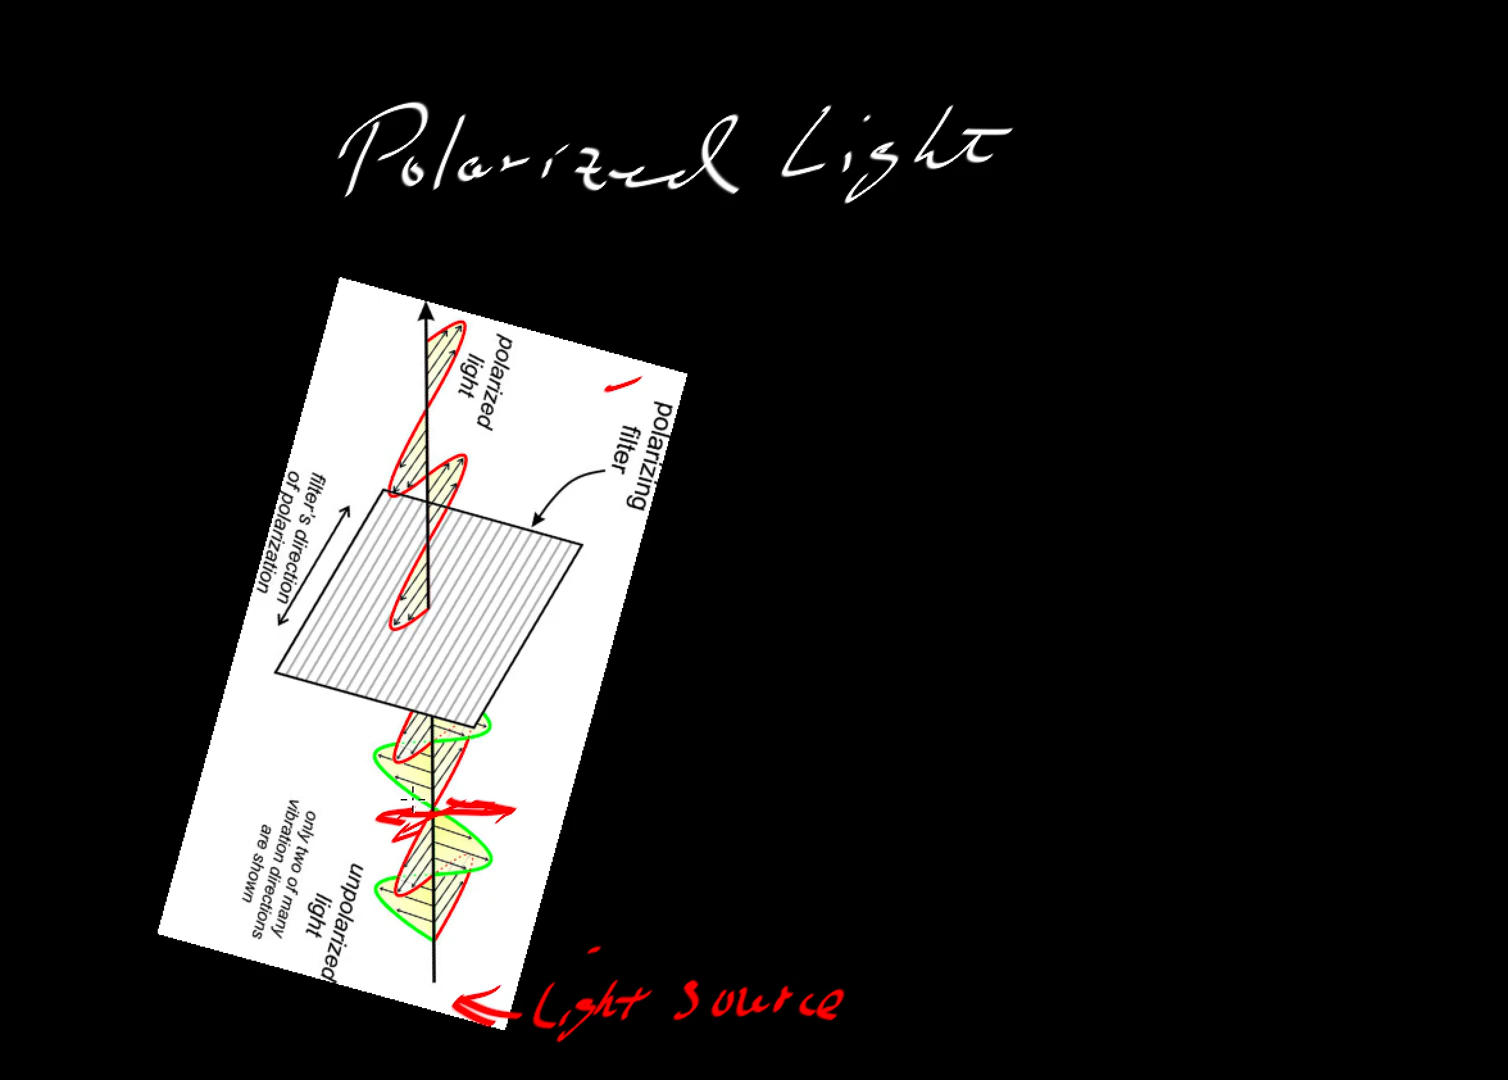 Polarized Light
polarized
light
polarizing
filter
filter's direction
of polarization
only two of many
vibration directions
are shown
unpolarized
light
Light Source